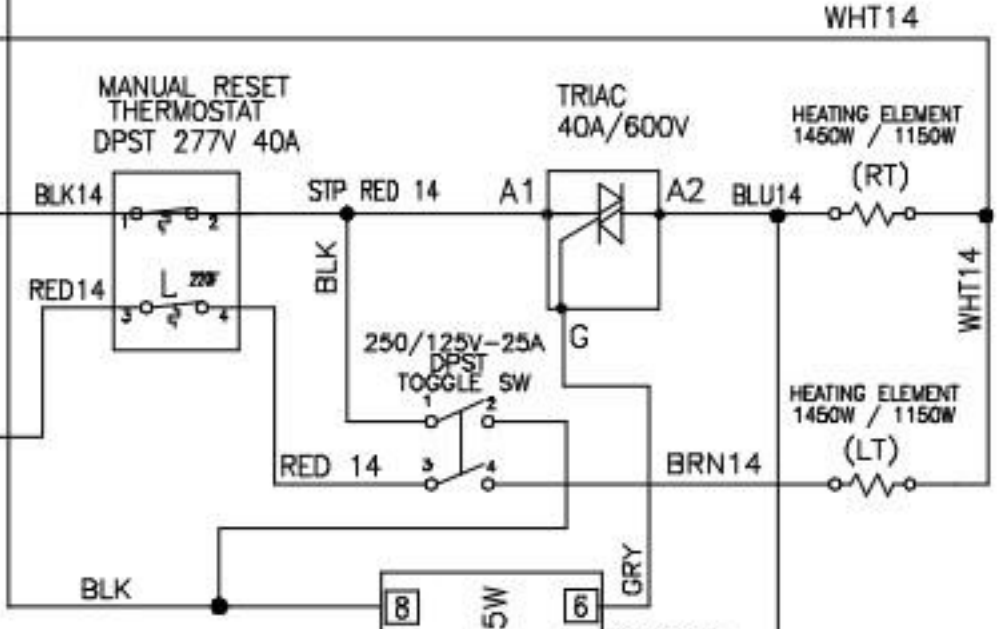 WHT14
MANUAL RESET
THERMOSTAT
DPST 277V 40A
TRIAC
40A/600V
HEATING ELEMENT
1450W / 1150W
(RT)
BLK14
1
2
STP RED 14
A1
A2
BLU14
RED14
L
220F
3
4
BLK
G
WHT14
250/125V-25A
DPST
TOGGLE SW
1
2
HEATING ELEMENT
1450W / 1150W
(LT)
RED 14
3
4
BRN14
GRY
BLK
8
5W
6